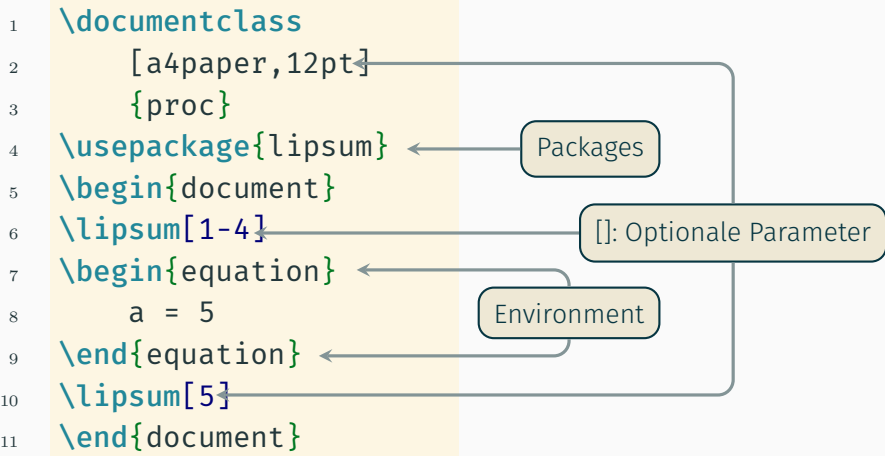 1 \documentclass
2 [a4paper,12pt]
3 {proc}
4 \usepackage{lipsum}
Packages
5 \begin{document}
6 \lipsum[1-4]
[]: Optionale Parameter
7 \begin{equation}
8 a = 5
Environment
9 \end{equation}
10 \lipsum[5]
11 \end{document}